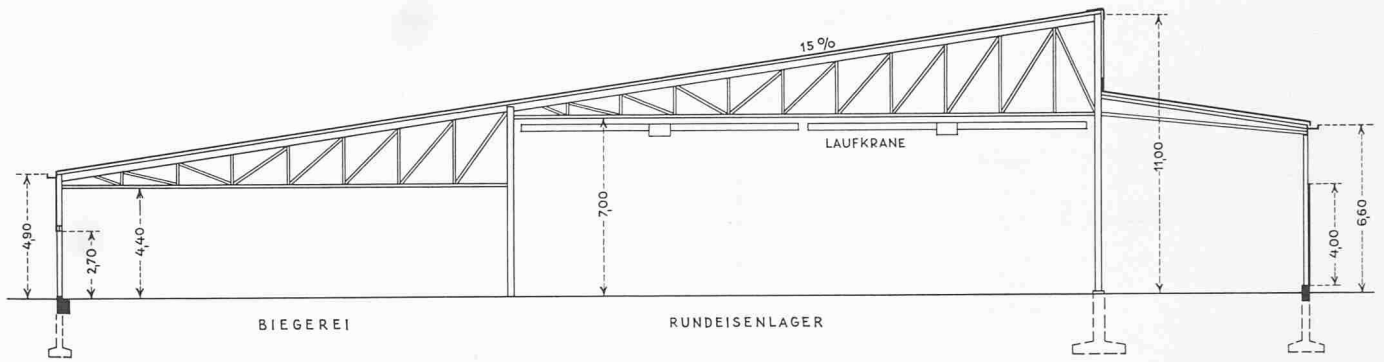 15%
LAUFKRANE
4,90
2,70
4,40
7,00
11,00
4,00
6,60
BIEGEREI
RUNDEISENLAGER